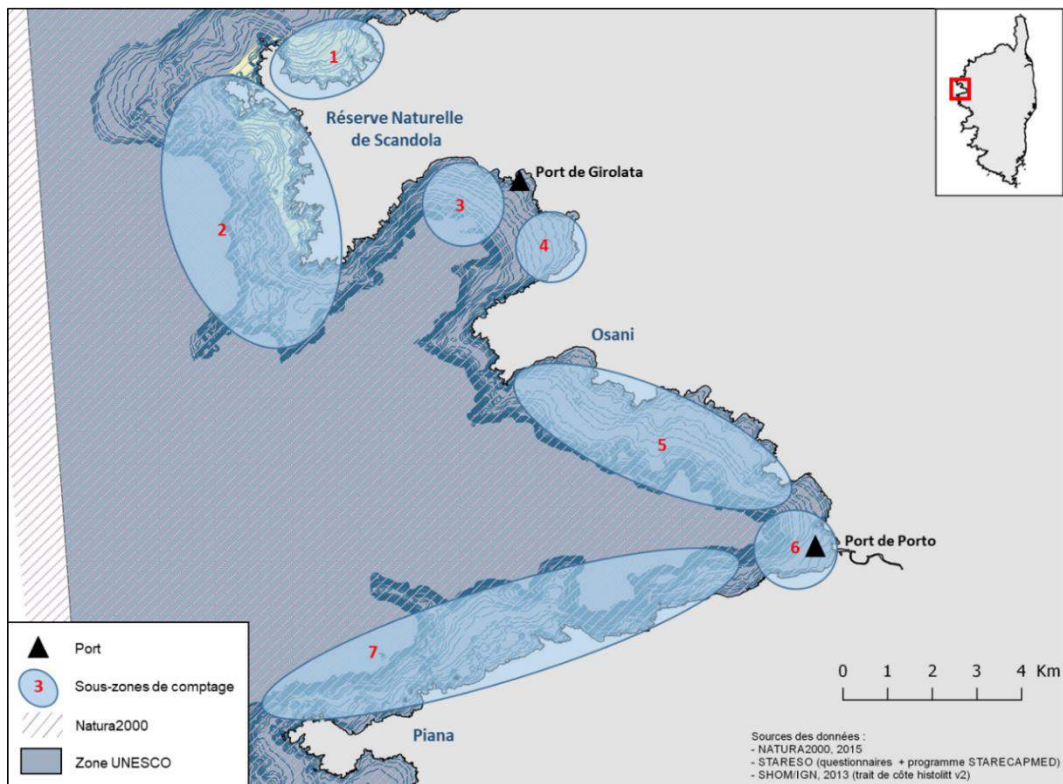 1
Réserve Naturelle
de Scandola
Port de Girolata
2
3
4
Osani
5
6
Port de Porto
7
Piana
Port
3
Sous-zones de comptage
Natura2000
Zone UNESCO
0 1 2 3 4 Km
Sources des données :
- NATURA2000, 2015
- STARESO (questionnaires + programme STARECAPMED)
- SHOM/IGN, 2013 (trait de côte histolitt v2)